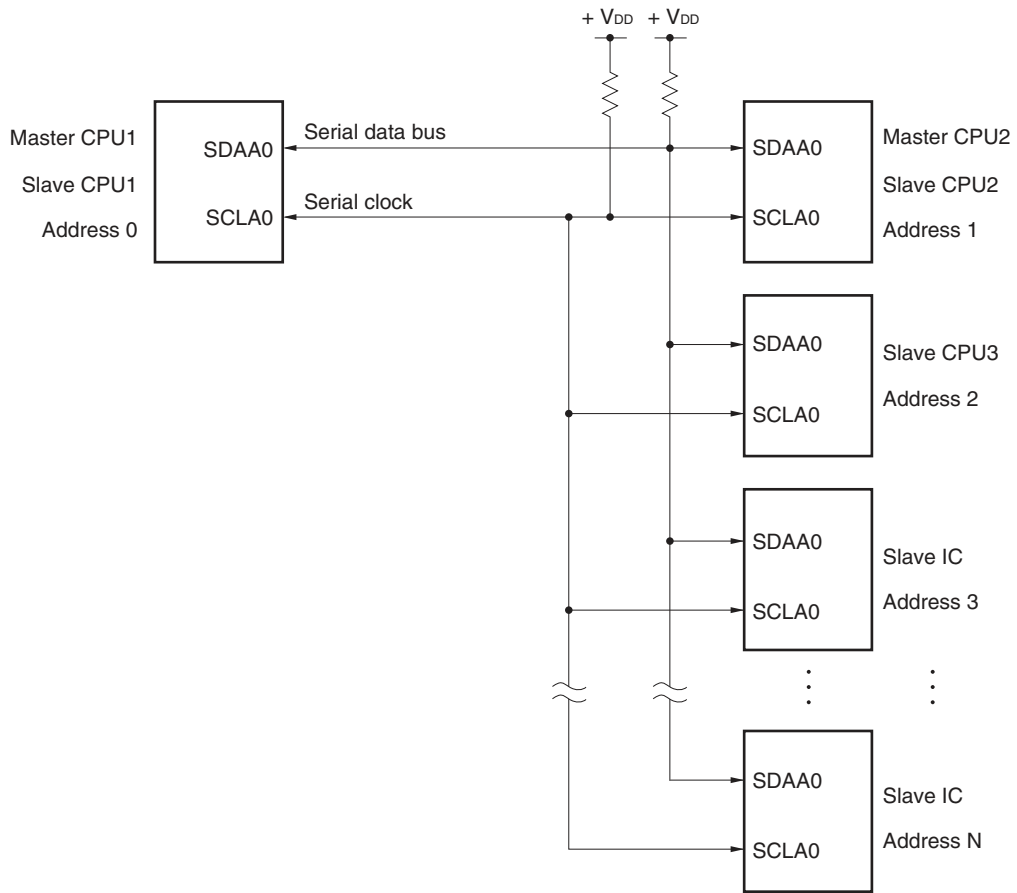 + VDD
+ VDD
Master CPU1
Slave CPU1
Address 0
SDAA0
SCLA0
Serial data bus
Serial clock
SDAA0
SCLA0
Master CPU2
Slave CPU2
Address 1
SDAA0
SCLA0
Slave CPU3
Address 2
SDAA0
SCLA0
Slave IC
Address 3
SDAA0
SCLA0
Slave IC
Address N